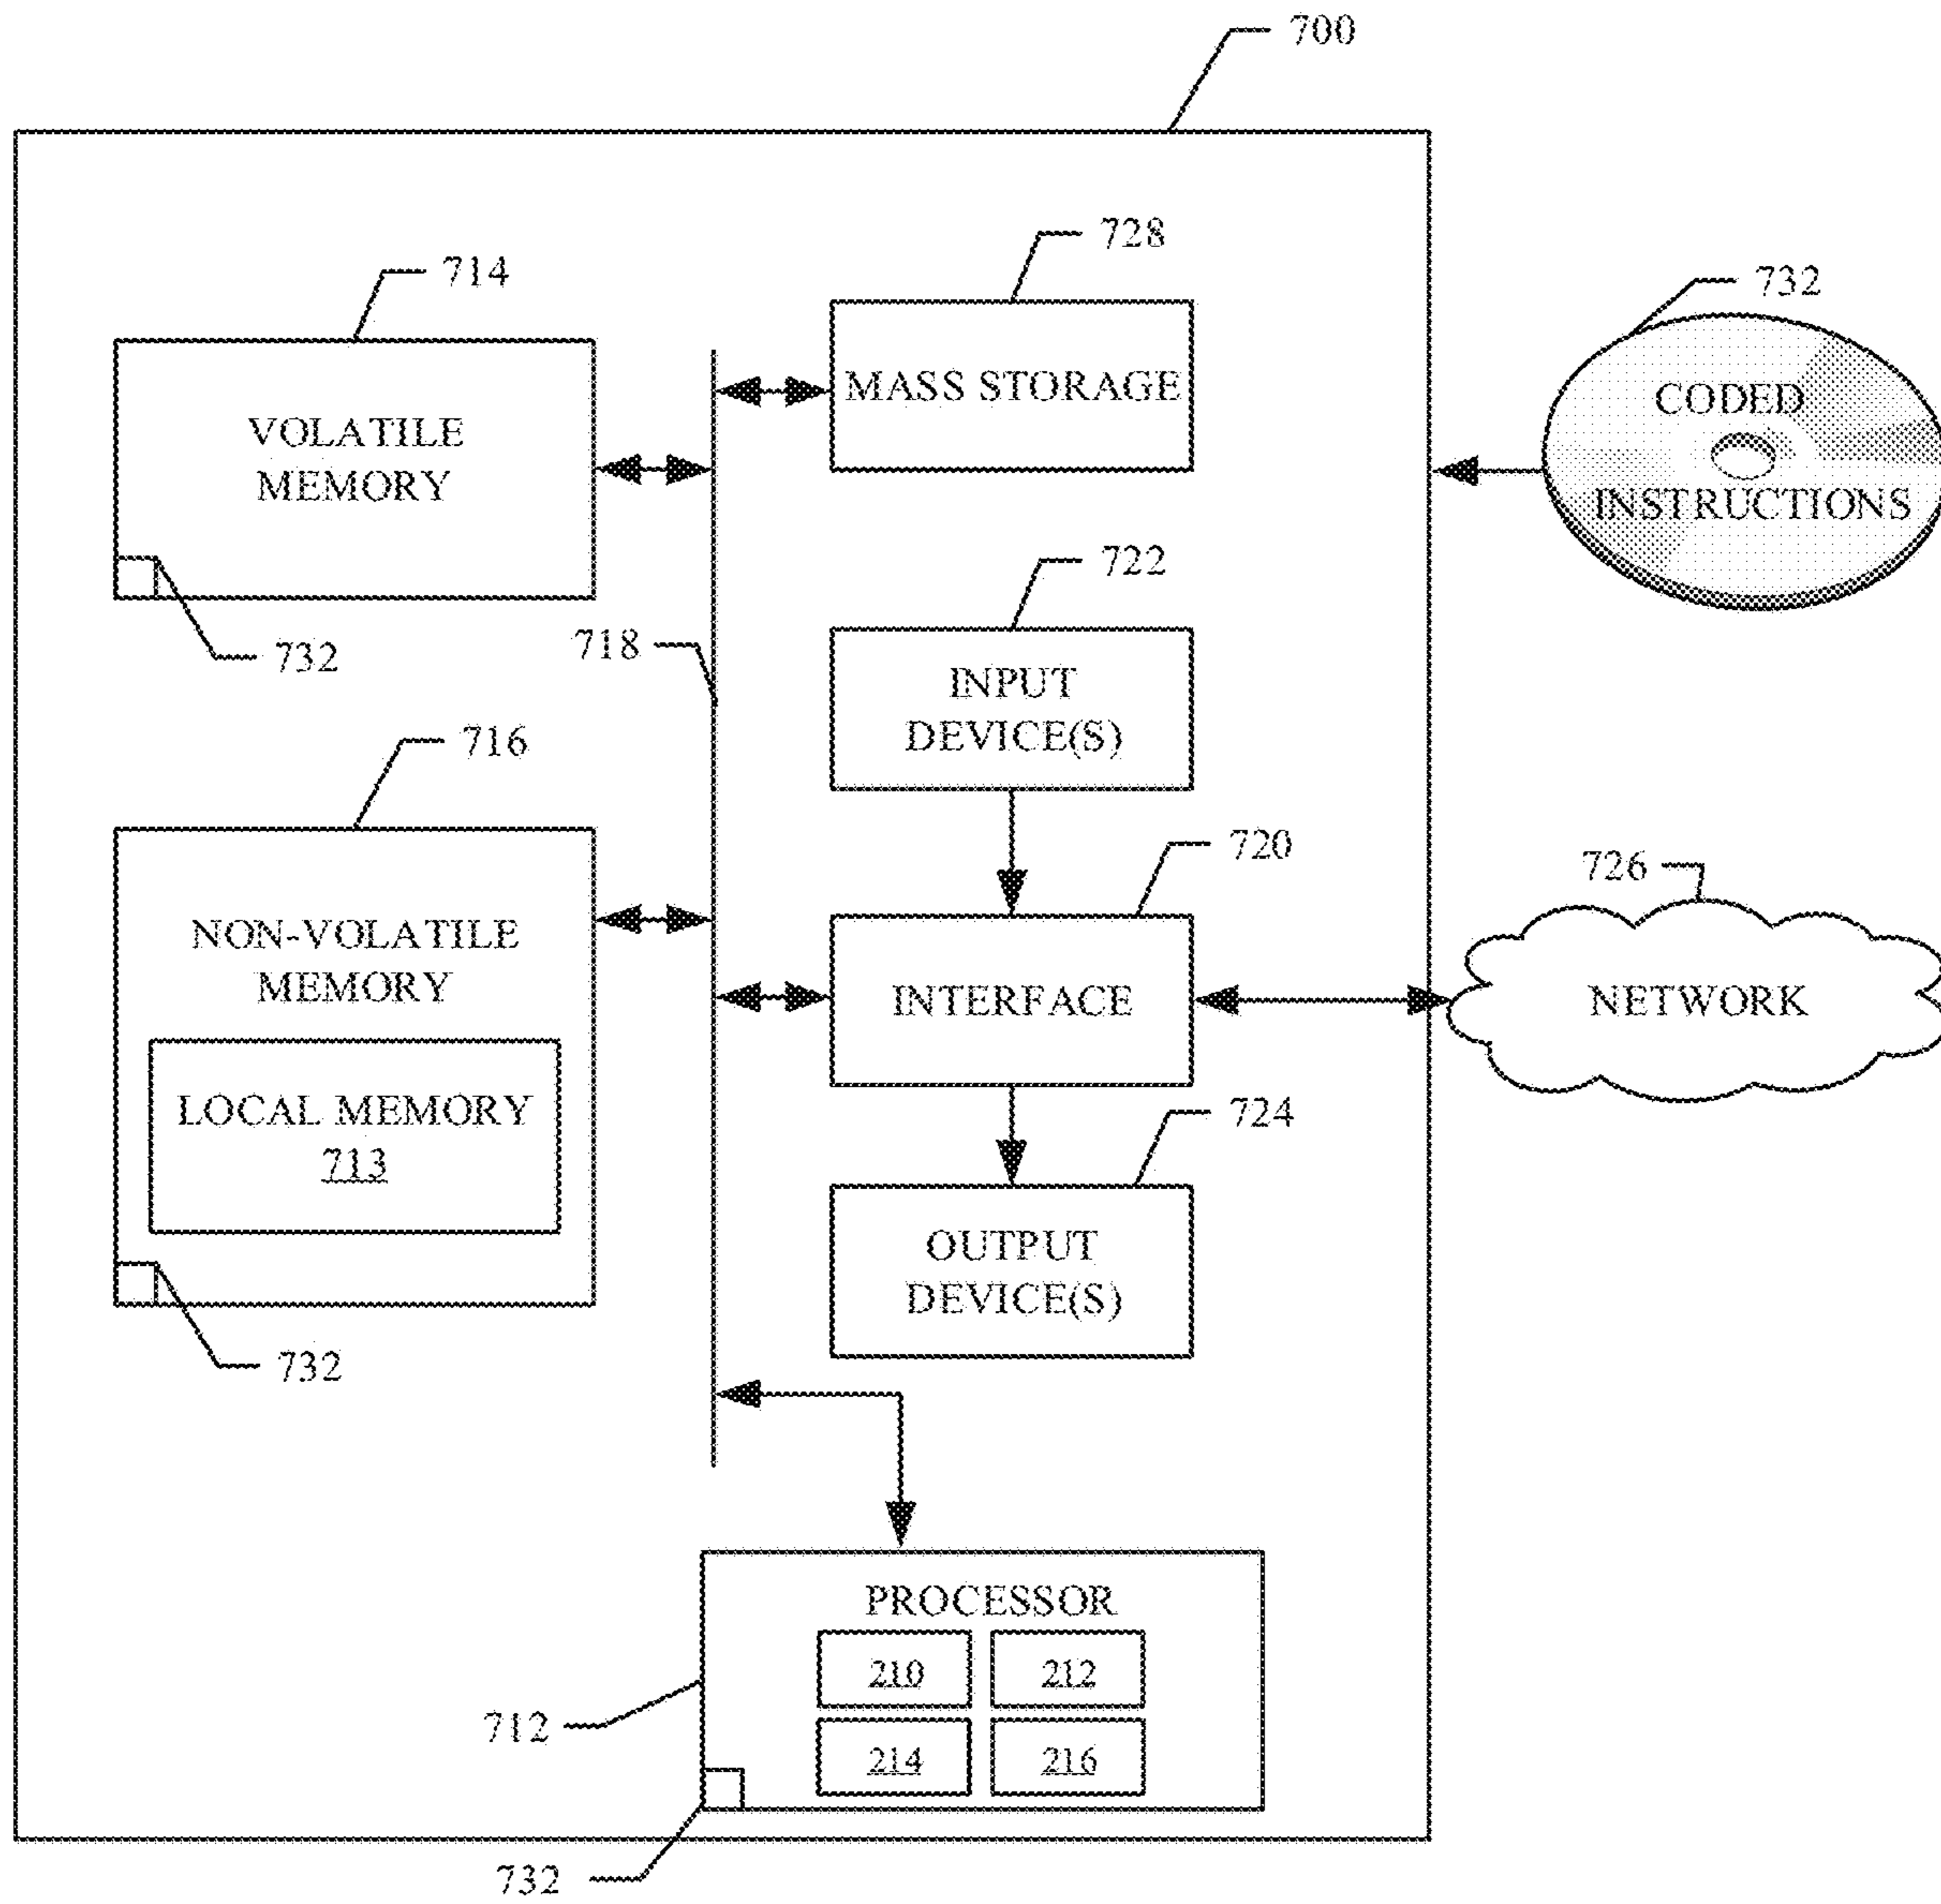 700
728
714
732
MASS STORAGE
CODED
VOLATILE
MEMORY
INSTRUCTIONS
722
718
732
INPUT
DEVICE(S)
716
720
726
NON-VOLATILE
MEMORY
INTERFACE
NETWORK
LOCAL MEMORY
713
724
OUTPUT
DEVICE(S)
732
PROCESSOR
210
212
712
214
216
732